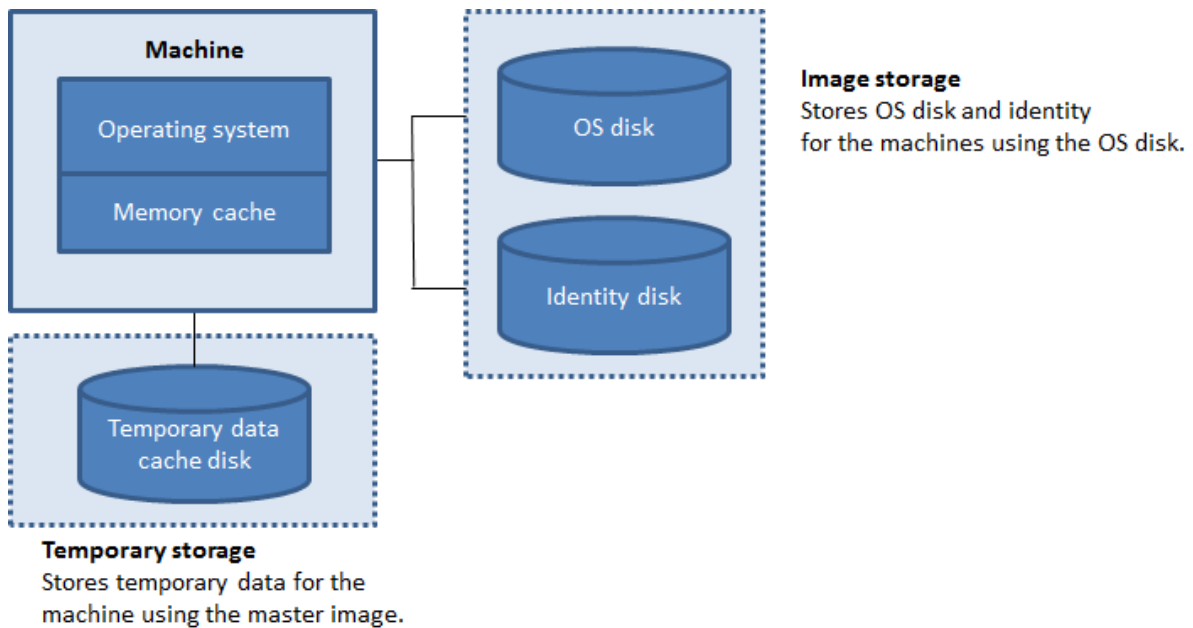 Machine
Operating system
Memory cache
OS disk
Identity disk
Image storage
Stores OS disk and identity
for the machines using the OS disk.
Temporary data
cache disk
Temporary storage
Stores temporary data for the
machine using the master image.